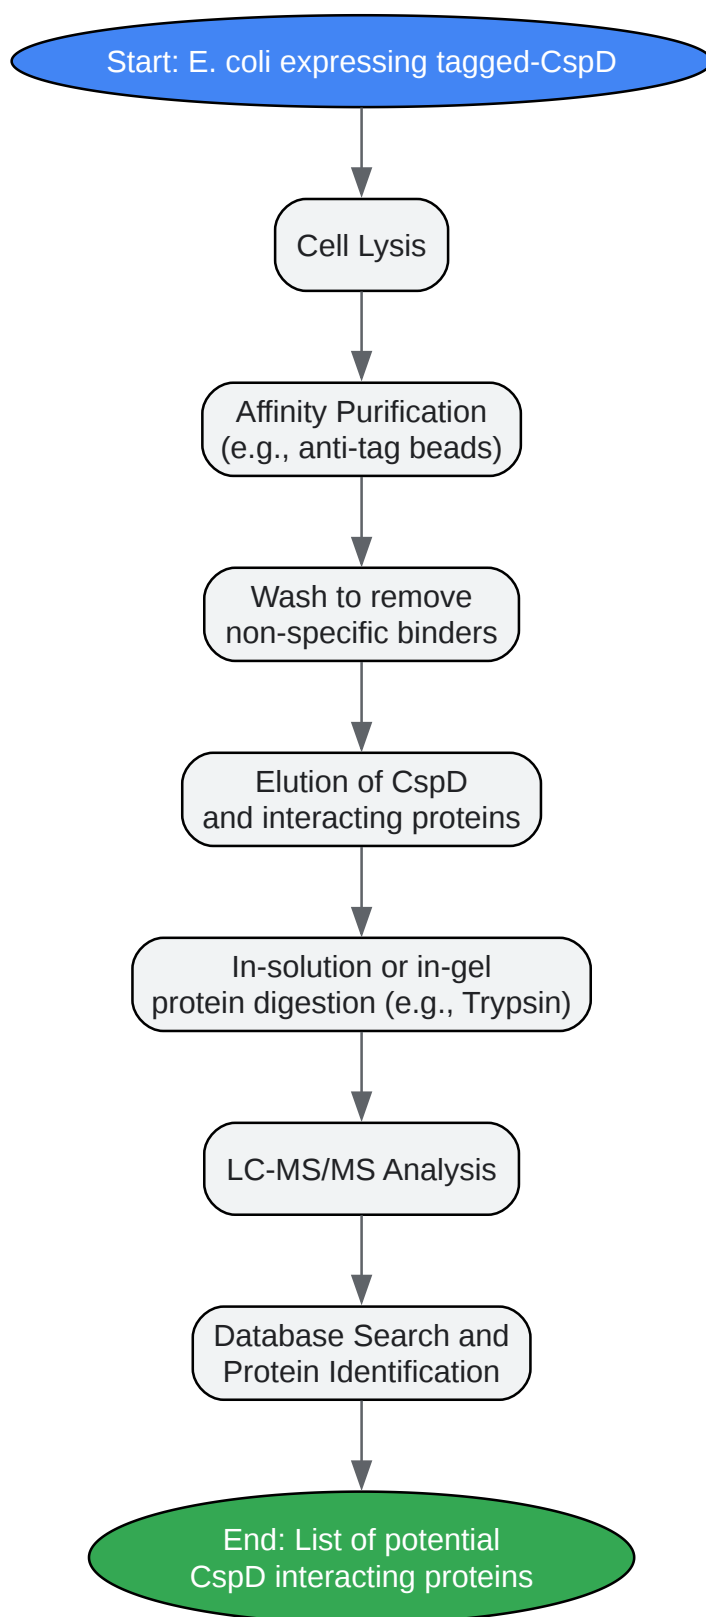 Start: E. coli expressing tagged-CspD
Cell Lysis
Affinity Purification
(e.g., anti-tag beads)
Wash to remove
non-specific binders
Elution of CspD
and interacting proteins
In-solution or in-gel
protein digestion (e.g., Trypsin)
LC-MS/MS Analysis
Database Search and
Protein Identification
End: List of potential
CspD interacting proteins